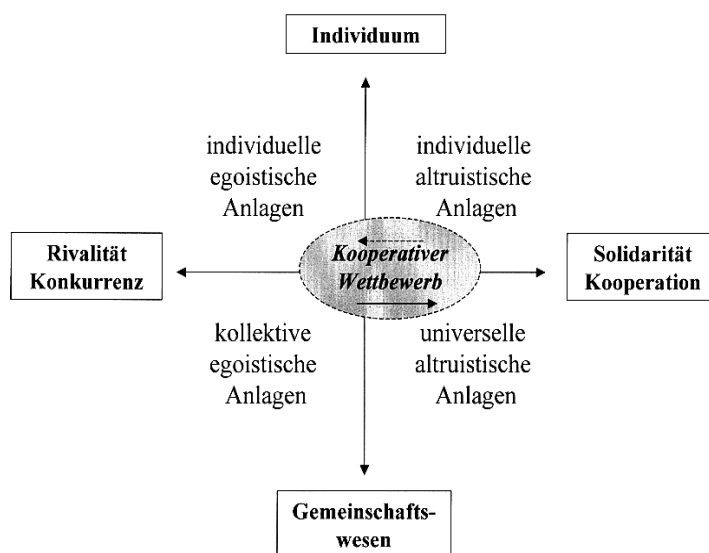 Individuum
individuelle
egoistische
Anlagen
individuelle
altruistische
Anlagen
Rivalität
Konkurrenz
Kooperativer
Wettbewerb
Solidarität
Kooperation
kollektive
egoistische
Anlagen
universelle
altruistische
Anlagen
Gemeinschafts-
wesen